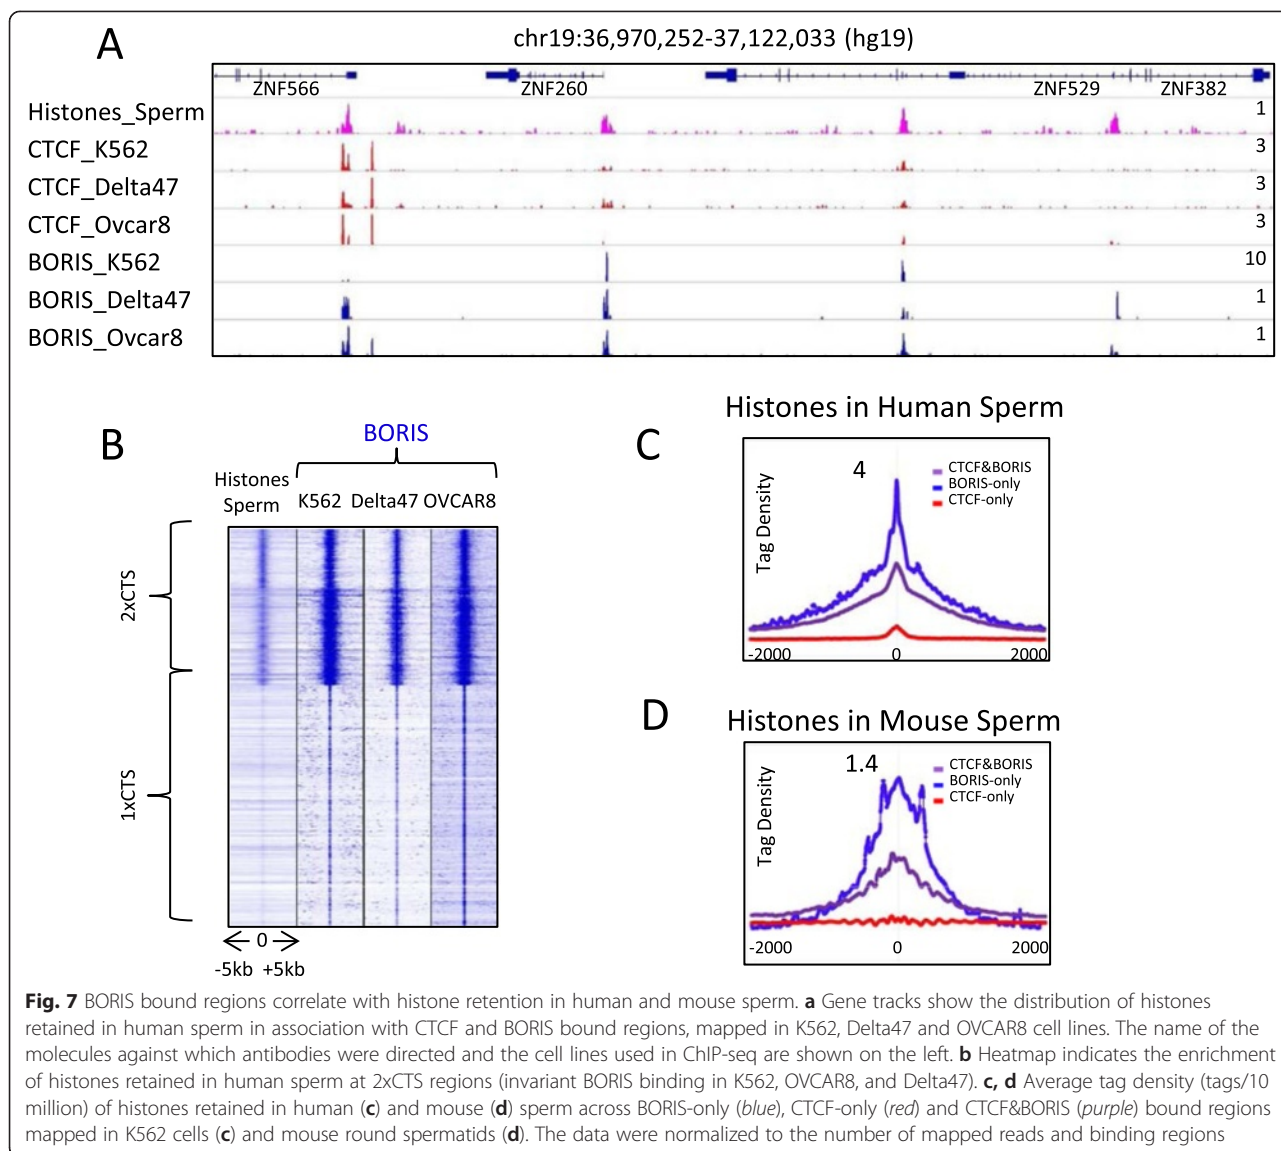 A
chr19:36,970,252-37,122,033 (hg19)
ZNF566
ZNF260
ZNF529
ZNF382
Histones_Sperm
1
CTCF_K562
3
CTCF_Delta47
3
CTCF_Ovcar8
3
BORIS_K562
10
BORIS_Delta47
1
BORIS_Ovcar8
1
B
BORIS
Histones
Sperm
K562 Delta47 OVCAR8
2xCTS
1xCTS
0
-5kb +5kb
C
Histones in Human Sperm
4
CTCF&BORIS
BORIS-only
CTCF-only
Tag Density
-2000 0 2000
D
Histones in Mouse Sperm
1.4
CTCF&BORIS
BORIS-only
CTCF-only
Tag Density
-2000 0 2000
Fig. 7 BORIS bound regions correlate with histone retention in human and mouse sperm. a Gene tracks show the distribution of histones
retained in human sperm in association with CTCF and BORIS bound regions, mapped in K562, Delta47 and OVCAR8 cell lines. The name of the
molecules against which antibodies were directed and the cell lines used in ChIP-seq are shown on the left. b Heatmap indicates the enrichment
of histones retained in human sperm at 2xCTS regions (invariant BORIS binding in K562, OVCAR8, and Delta47). c, d Average tag density (tags/10
million) of histones retained in human (c) and mouse (d) sperm across BORIS-only (blue), CTCF-only (red) and CTCF&BORIS (purple) bound regions
mapped in K562 cells (c) and mouse round spermatids (d). The data were normalized to the number of mapped reads and binding regions